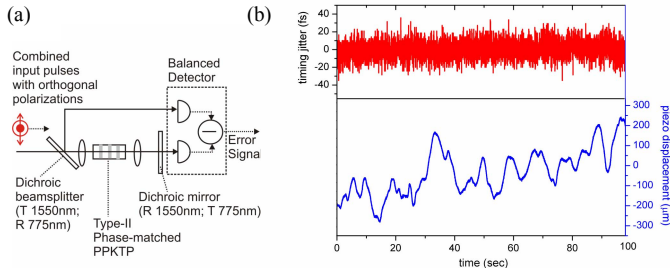 (a)
Combined
input pulses
with orthogonal
polarizations
Balanced
Detector
Error
Signa
Dichroic
beamsplitter
(T 1550nm;
R 775nm)
Type-II
Phase-matched
PPKTP
Dichroic mirror
(R 1550nm; T 775nm)
(b)
timing jitter (fs)
40
20
0
-20
-40
300
200
100
0
-100
-200
-300
piezo displacement (μm)
0 20 40 60 80 100
time (sec)